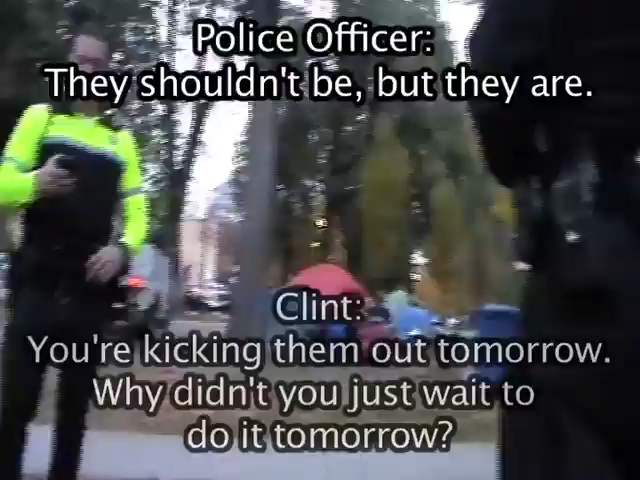 Police Officer:
They shouldn't be, but they are.
Clint:
You're kicking them out tomorrow.
Why didn't you just wait to
do it tomorrow?